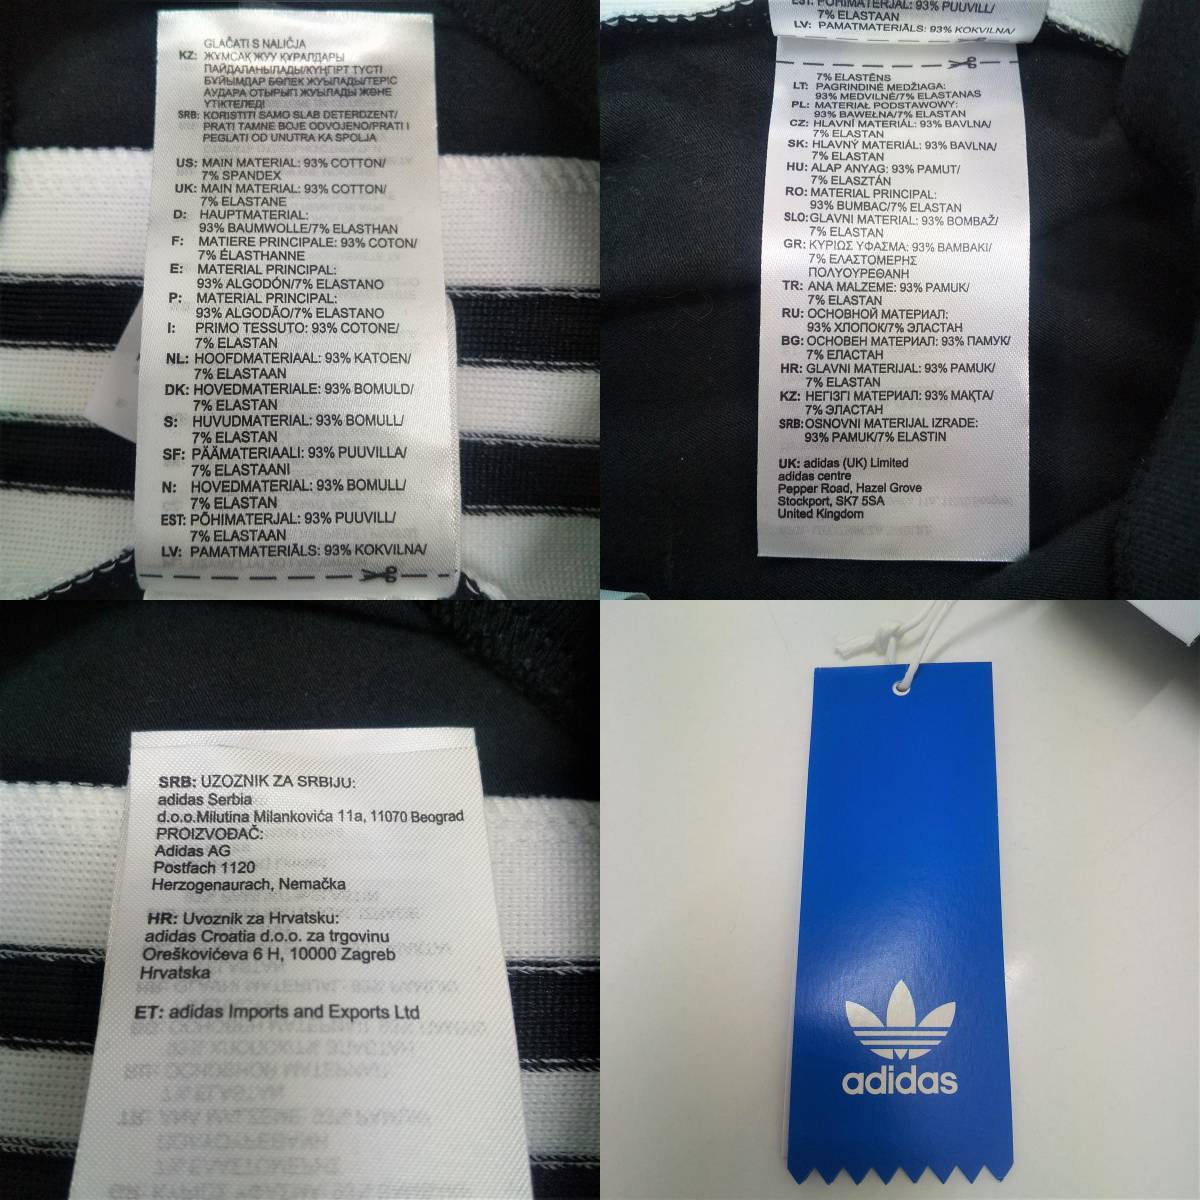 GLAČATI S NALIČJA
KZ: ЖҰМСАҚ ЖУУ ҚҰРАЛДАРЫ
ПАЙДАЛАНЫЛАДЫ/КҮҢГІРТ ТҮСТІ
БҰЙЫМДАР БӨЛЕК ЖУЫЛАДЫ/ТЕРІС
АУДАРА ОТЫРЫП ЖУЫЛАДЫ ЖӘНЕ
ҮТІКТЕЛЕДІ
SRB: KORISTITI SAMO SLAB DETERDZENT/
PRATI TAMNE BOJE ODVOJENO/PRATI I
PEGLATI OD UNUTRA KA SPOLJA
US: MAIN MATERIAL: 93% COTTON/
7% SPANDEX
UK: MAIN MATERIAL: 93% COTTON/
7% ELASTANE
D: HAUPTMATERIAL:
93% BAUMWOLLE/7% ELASTHAN
F: MATIERE PRINCIPALE: 93% COTON/
7% ÉLASTHANNE
E: MATERIAL PRINCIPAL:
93% ALGODÓN/7% ELASTANO
P: MATERIAL PRINCIPAL:
93% ALGODÃO/7% ELASTANO
I: PRIMO TESSUTO: 93% COTONE/
7% ELASTAN
NL: HOOFDMATERIAAL: 93% KATOEN/
7% ELASTAAN
DK: HOVEDMATERIALE: 93% BOMULD/
7% ELASTAN
S: HUVUDMATERIAL: 93% BOMULL/
7% ELASTAN
SF: PÄÄMATERIAALI: 93% PUUVILLA/
7% ELASTAANI
N: HOVEDMATERIAL: 93% BOMULL/
7% ELASTAN
EST: PÕHIMATERJAL: 93% PUUVILL/
7% ELASTAAN
LV: PAMATMATERIĀLS: 93% KOKVILNA/
EST: PÕHIMATERJAL: 93% PUUVILL/
7% ELASTAAN
LV: PAMATMATERIĀLS: 93% KOKVILNA/
7% ELASTĒNS
LT: PAGRINDINĖ MEDŽIAGA:
93% MEDVILNĖ/7% ELASTANAS
PL: MATERIAŁ PODSTAWOWY:
93% BAWEŁNA/7% ELASTAN
CZ: HLAVNÍ MATERIÁL: 93% BAVLNA/
7% ELASTAN
SK: HLAVNÝ MATERIÁL: 93% BAVLNA/
7% ELASTAN
HU: ALAP ANYAG: 93% PAMUT/
7% ELASZTÁN
RO: MATERIAL PRINCIPAL:
93% BUMBAC/7% ELASTAN
SLO: GLAVNI MATERIAL: 93% BOMBAŽ/
7% ELASTAN
GR: ΚΥΡΙΩΣ ΥΦΑΣΜΑ: 93% ΒΑΜΒΑΚΙ/
7% ΕΛΑΣΤΟΜΕΡΗΣ
ΠΟΛΥΟΥΡΕΘΑΝΗ
TR: ANA MALZEME: 93% PAMUK/
7% ELASTAN
RU: ОСНОВНОЙ МАТЕРИАЛ:
93% ХЛОПОК/7% ЭЛАСТАН
BG: ОСНОВЕН МАТЕРИАЛ: 93% ПАМУК/
7% ЕЛАСТАН
HR: GLAVNI MATERIJAL: 93% PAMUK/
7% ELASTAN
KZ: НЕГІЗГІ МАТЕРИАЛ: 93% МАҚТА/
7% ЭЛАСТАН
SRB: OSNOVNI MATERIJAL IZRADE:
93% PAMUK/7% ELASTIN
UK: adidas (UK) Limited
adidas centre
Pepper Road, Hazel Grove
Stockport, SK7 5SA
United Kingdom
SRB: UZOZNIK ZA SRBIJU:
adidas Serbia
d.o.o.Milutina Milankovića 11a, 11070 Beograd
PROIZVOĐAČ:
Adidas AG
Postfach 1120
Herzogenaurach, Nemačka
HR: Uvoznik za Hrvatsku:
adidas Croatia d.o.o. za trgovinu
Oreškovićeva 6 H, 10000 Zagreb
Hrvatska
ET: adidas Imports and Exports Ltd
adidas